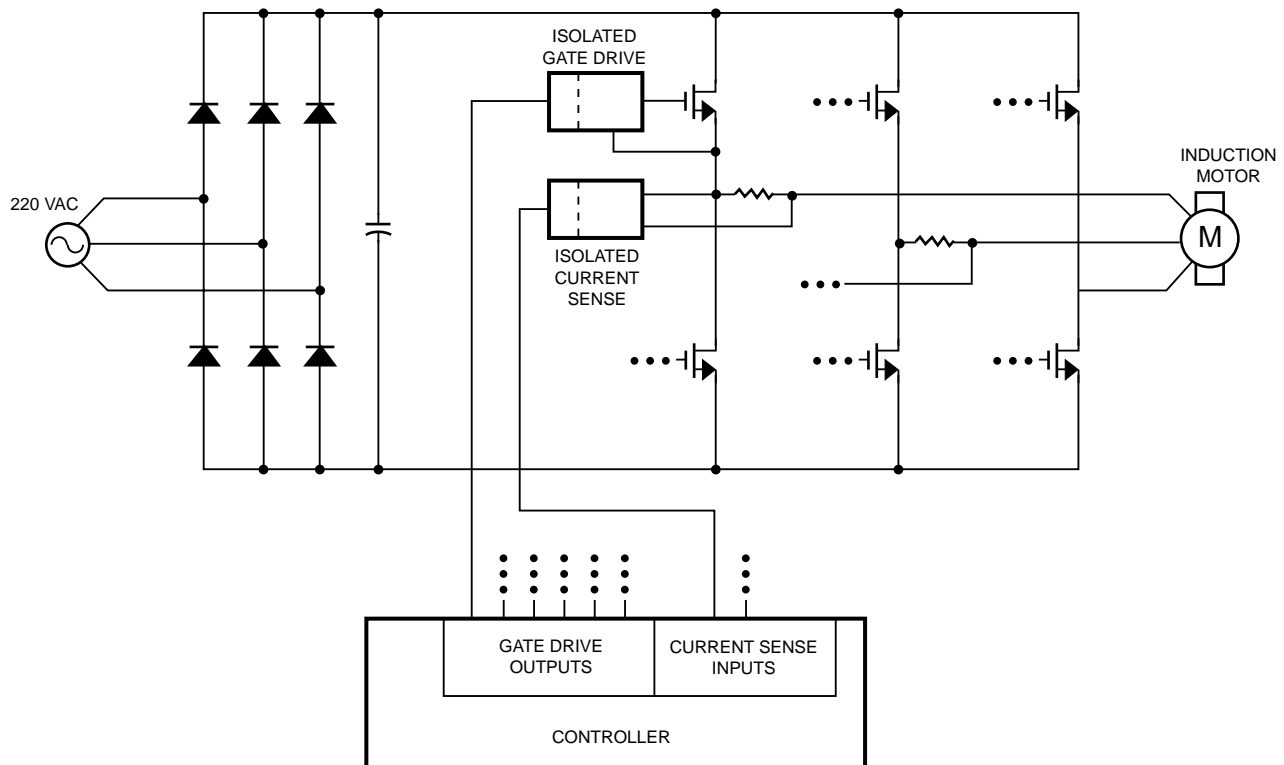 ISOLATED
GATE DRIVE
INDUCTION
MOTOR
220 VAC
M
ISOLATED
CURRENT
SENSE
GATE DRIVE
OUTPUTS
CURRENT SENSE
INPUTS
CONTROLLER